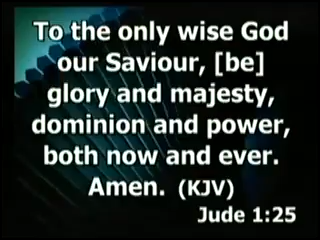 To the only wise God
our Saviour, [be]
glory and majesty,
dominion and power,
both now and ever.
Amen. (KJV)
Jude 1:25